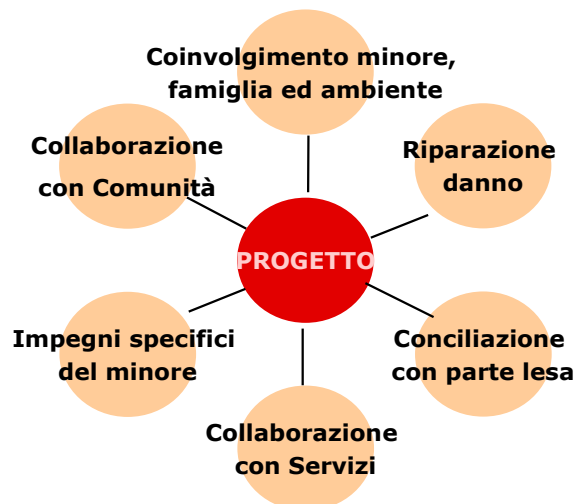 Coinvolgimento minore,
famiglia ed ambiente
Collaborazione
con Comunità
Riparazione
danno
PROGETTO
Impegni specifici
del minore
Conciliazione
con parte lesa
Collaborazione
con Servizi